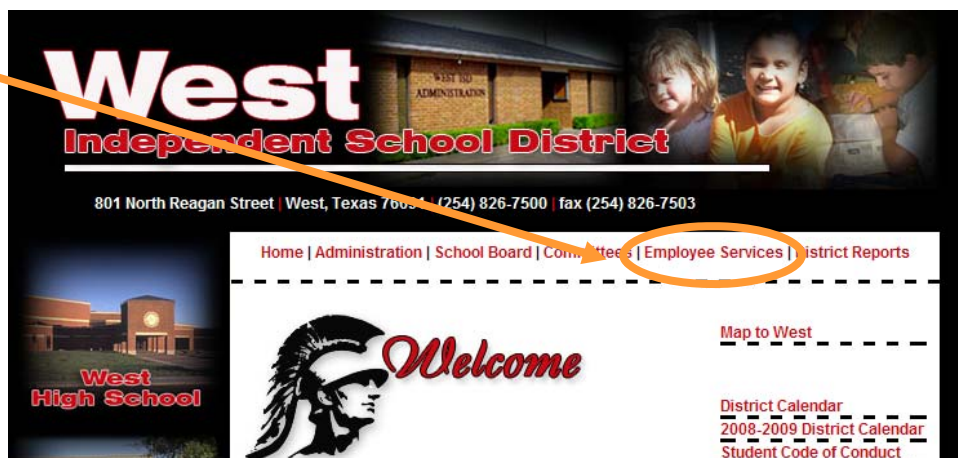 West
WEST ISD
ADMINISTRATION
Independent School District
801 North Reagan Street | West, Texas | (254) 826-7500 | fax (254) 826-7503
Home | Administration | School Board | Committees | Employee Services | District Reports
Welcome
Map to West
West
High School
District Calendar
2008-2009 District Calendar
Student Code of Conduct